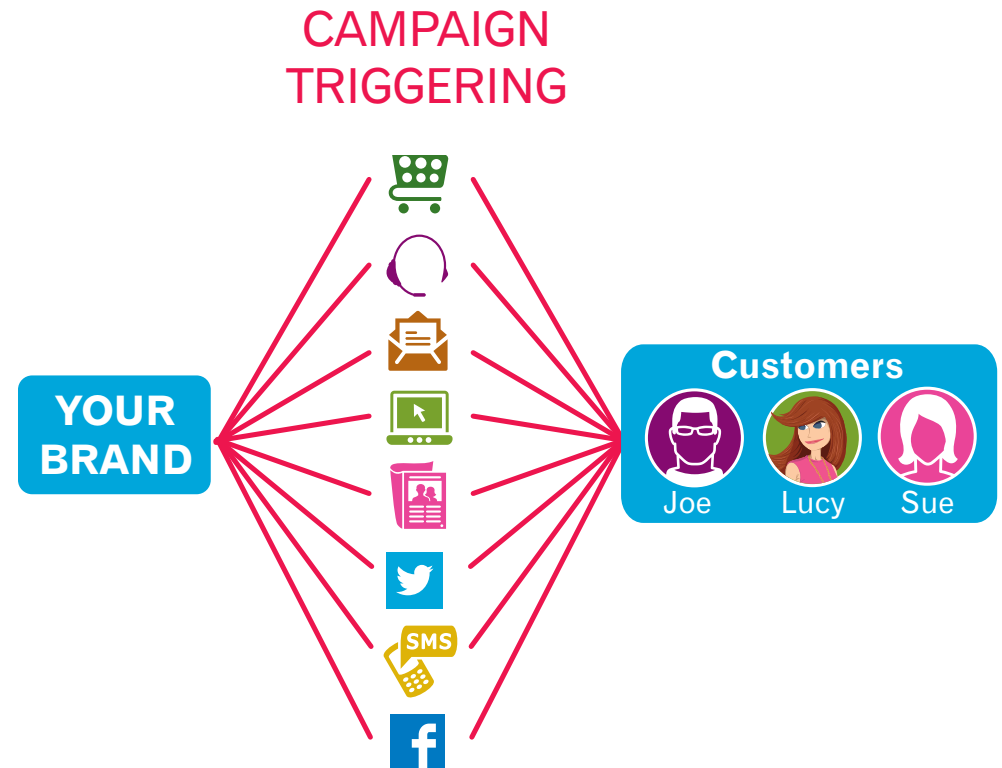 CAMPAIGN
TRIGGERING
YOUR
BRAND
SMS
f
Customers
Joe Lucy Sue